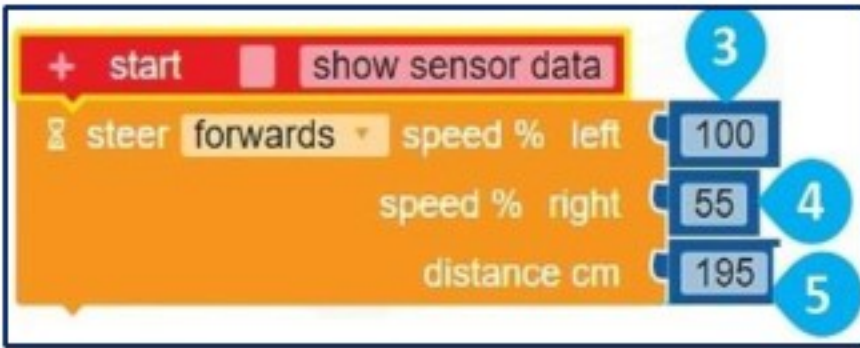 + start show sensor data
3
steer forwards speed % left 100
speed % right 55
4
distance cm 195
5